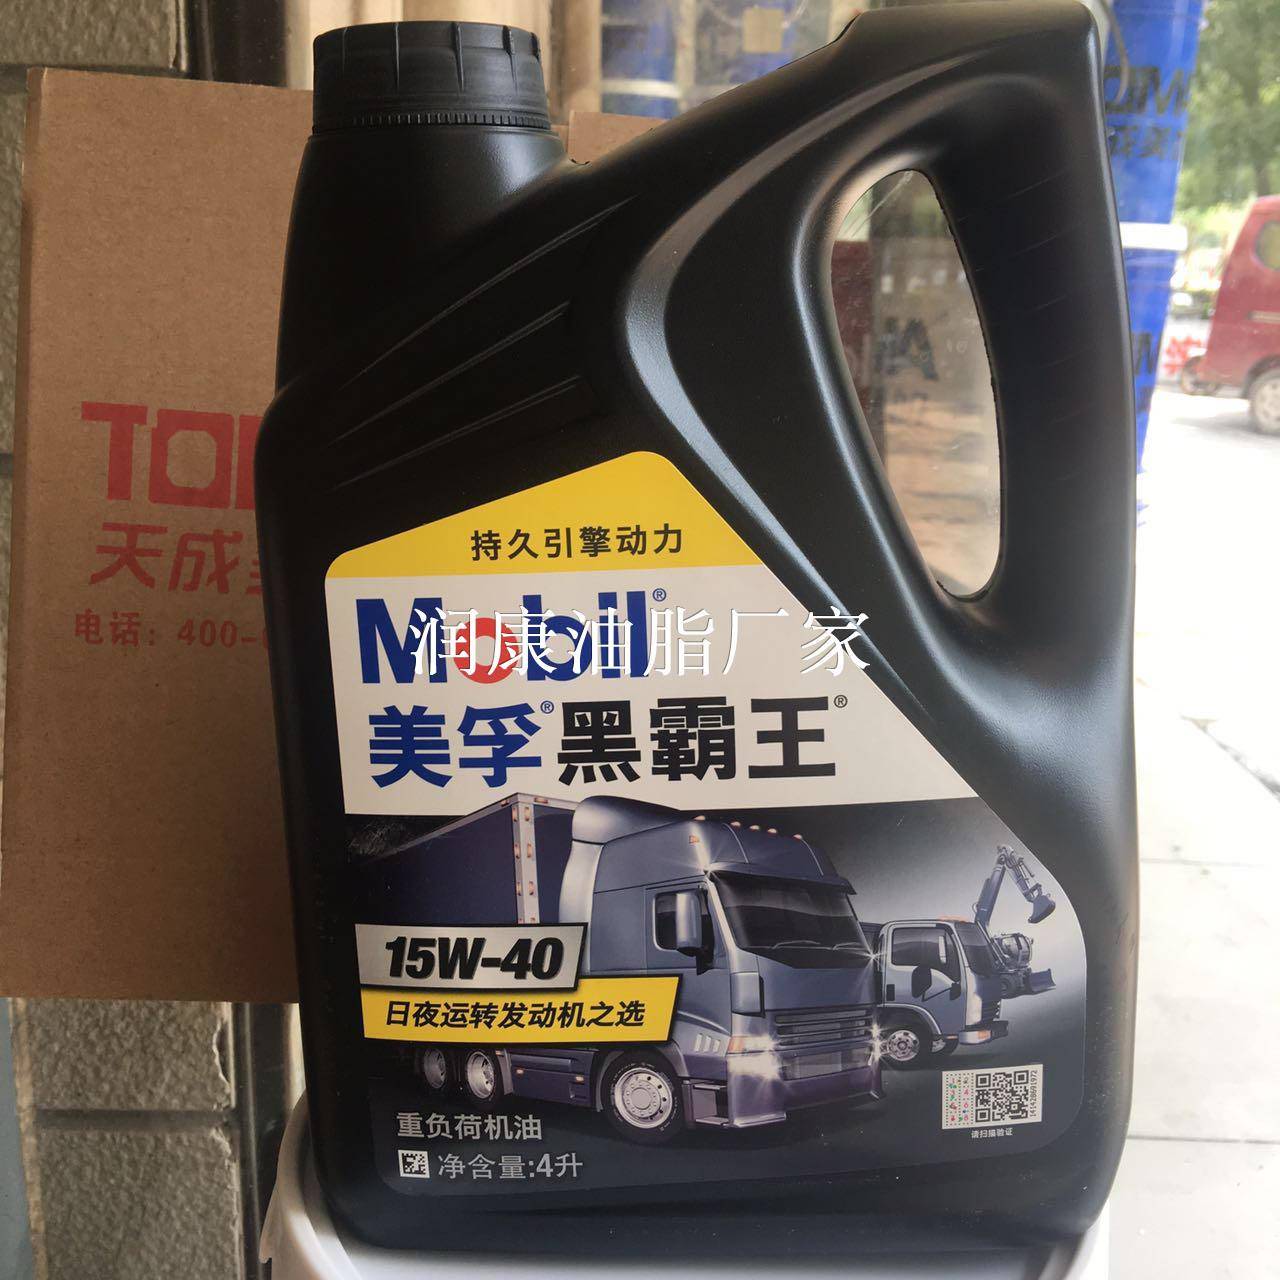 持久引擎动力
Mobil®
润康油脂厂家
美孚®黑霸王®
15W-40
日夜运转发动机之选
重负荷机油
净含量:4升
请扫描验证
天成
电话: 400-